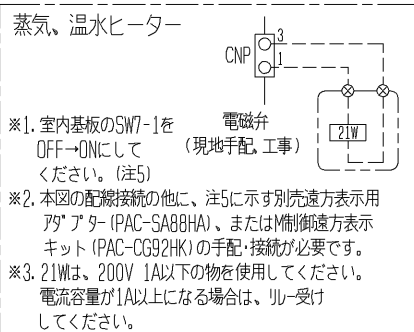 蒸気、温水ヒーター
3
CNP
1
電磁弁
(現地手配、工事)
21W
※1. 室内基板のSW7-1を
OFF→ONにして
ください。(注5)
※2. 本図の配線接続の他に、注5に示す別売遠方表示用
アダプター(PAC-SA88HA)、またはM制御遠方表示
キット(PAC-CG92HK)の手配・接続が必要です。
※3. 21Wは、200V 1A以下の物を使用してください。
電流容量が1A以上になる場合は、リレー受け
してください。